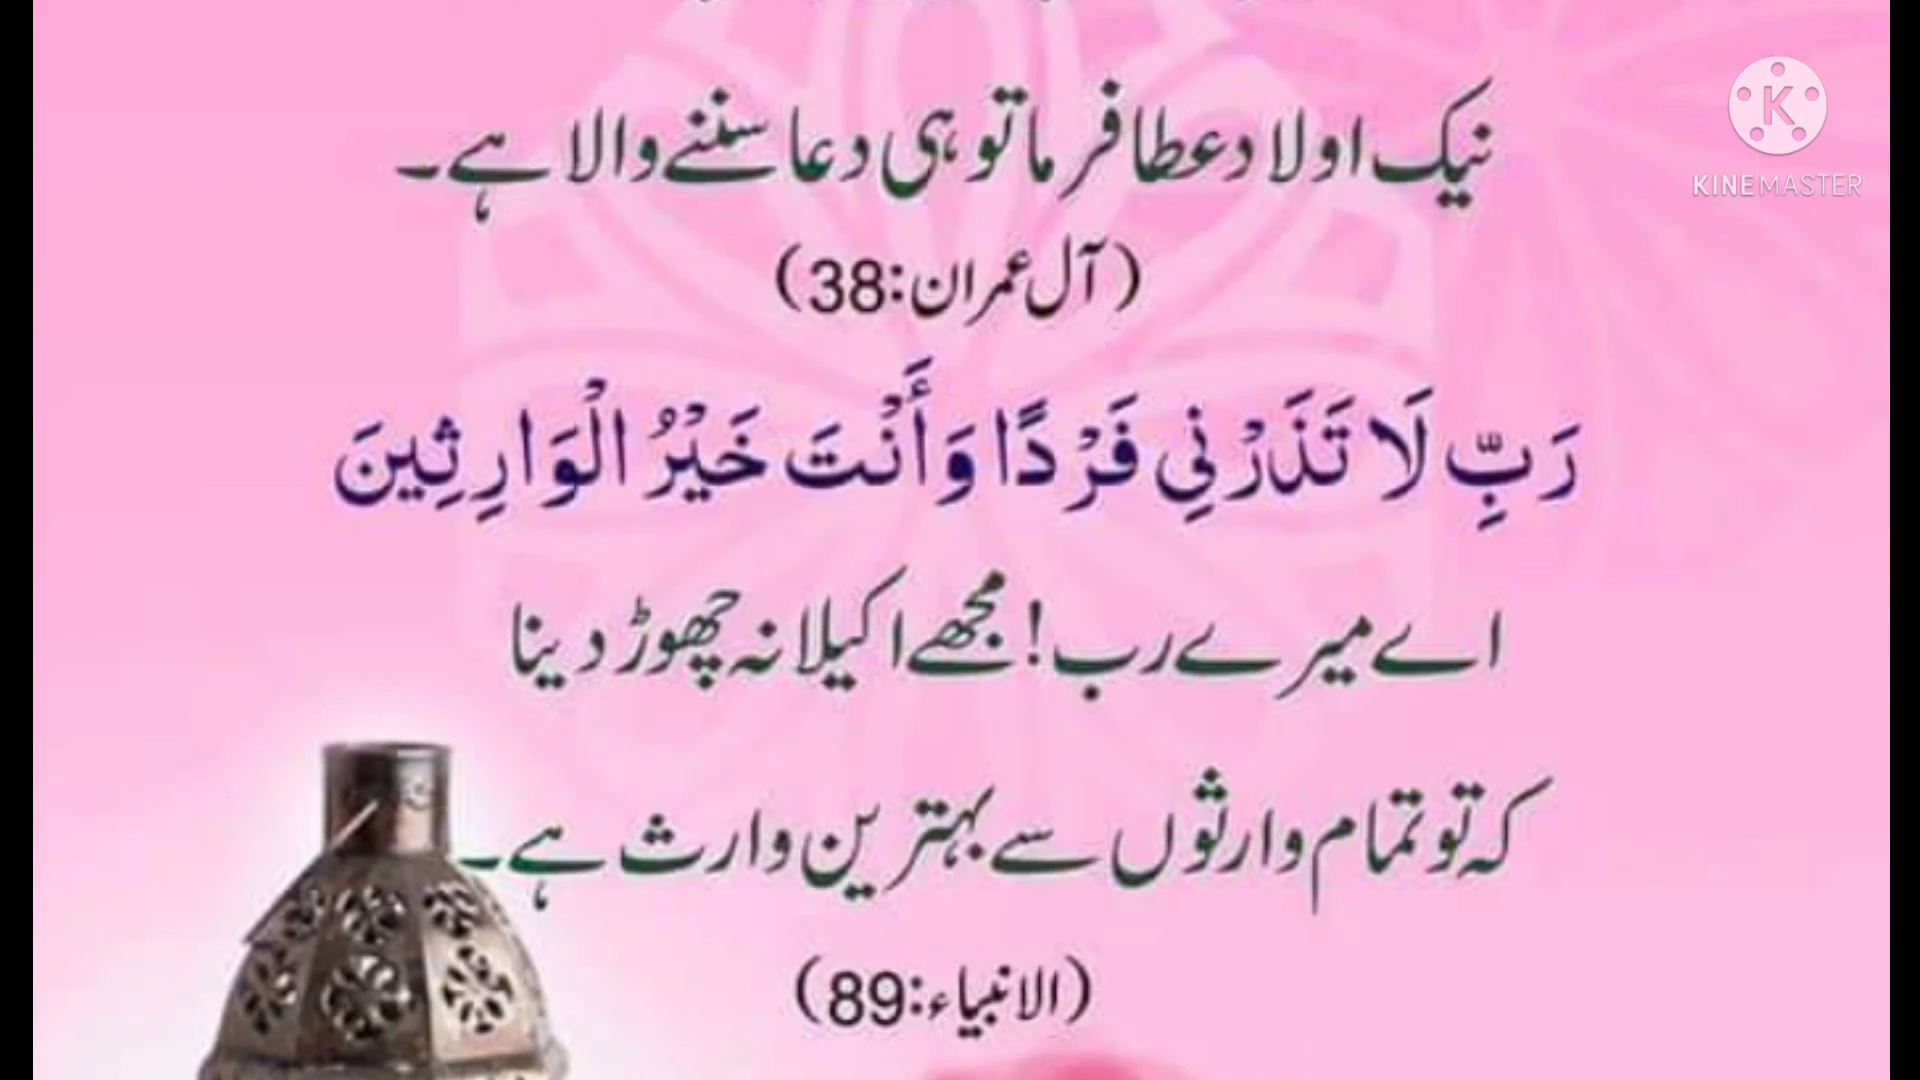 نیک اولاد عطا فرما تو ہی دعا سننے والا ہے۔
(آل عمران:38)
رَبِّ لَا تَذَرْنِي فَرْدًا وَأَنْتَ خَيْرُ الْوَارِثِينَ
اے میرے رب! مجھے اکیلا نہ چھوڑ دینا
کہ تو تمام وارثوں سے بہترین وارث ہے۔
(الانبیاء:89)
KINEMASTER